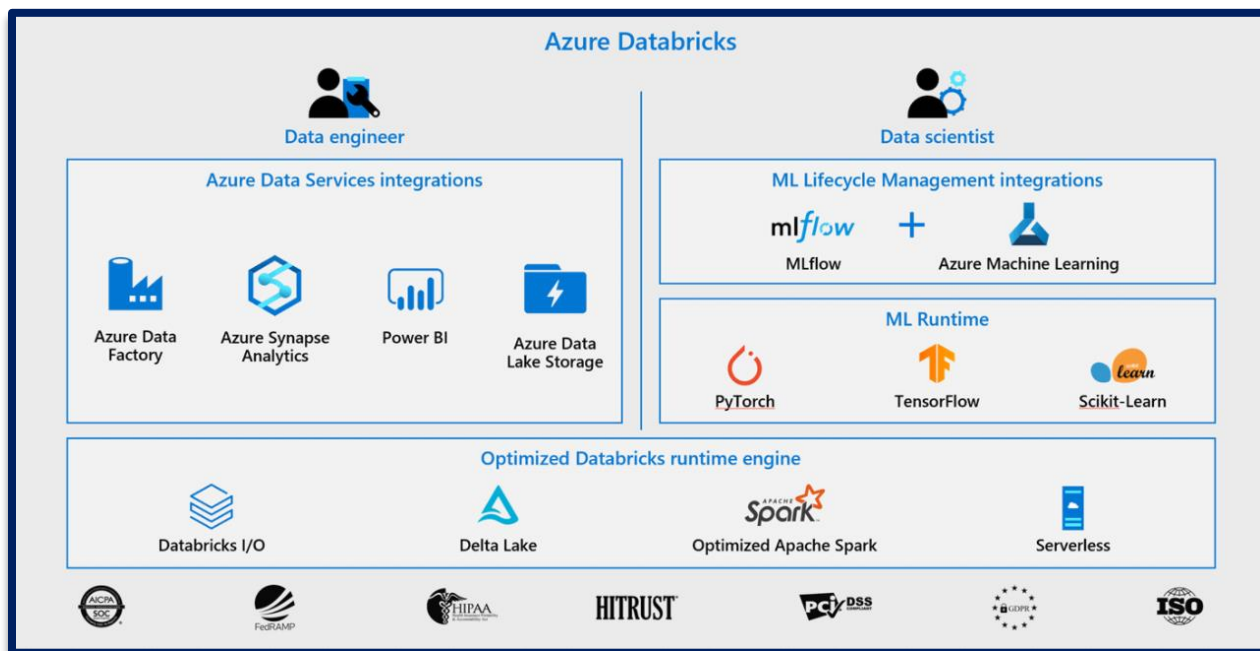 Azure Databricks
Data engineer
Data scientist
Azure Data Services integrations
Azure Data
Factory
Azure Synapse
Analytics
Power BI
Azure Data
Lake Storage
ML Lifecycle Management integrations
mlflow
+
MLflow
Azure Machine Learning
ML Runtime
PyTorch
TensorFlow
learn
Scikit-Learn
Optimized Databricks runtime engine
Databricks I/O
Delta Lake
APACHE
Spark
Optimized Apache Spark
Serverless
AICPA
SOC
FedRAMP
HIPAA
HITRUST
PCI DSS
COMPLIANT
GDPR
ISO